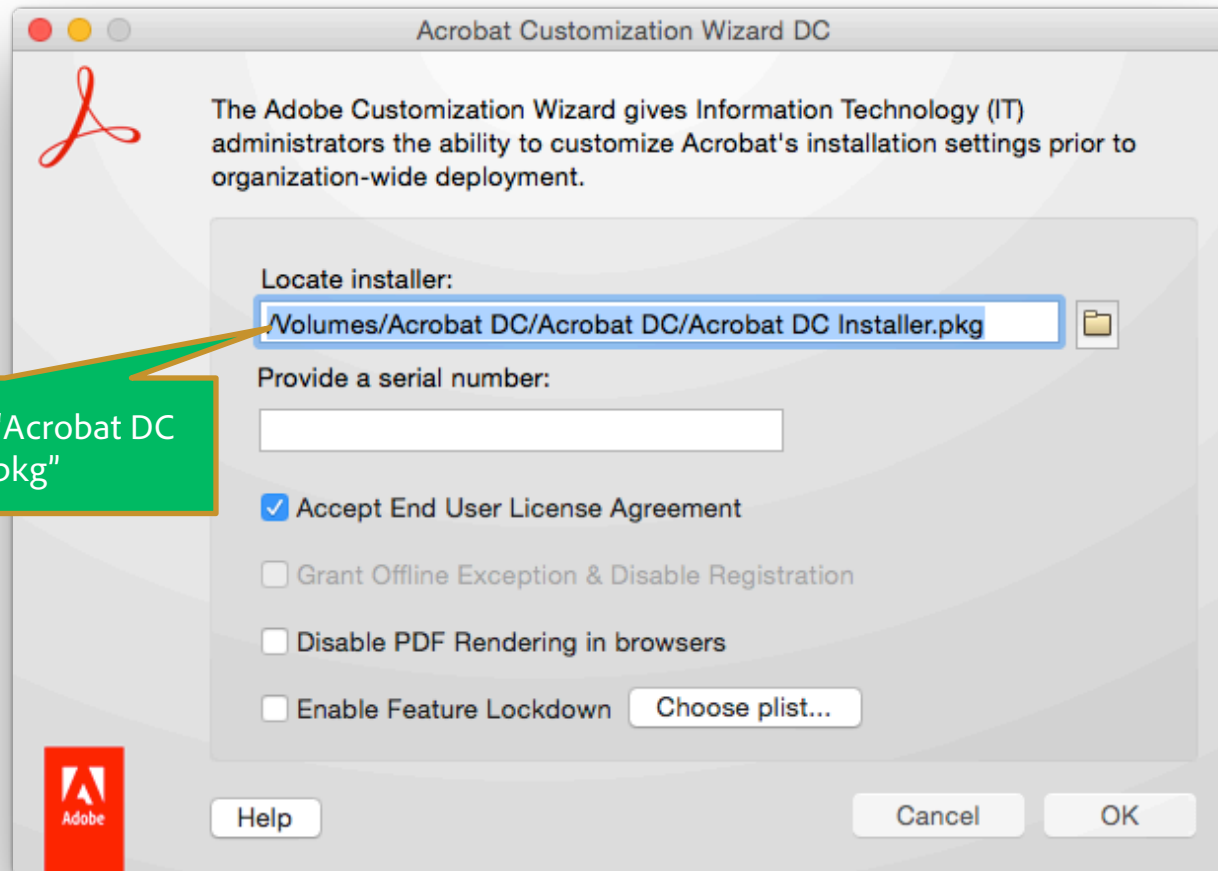 Acrobat Customization Wizard DC
The Adobe Customization Wizard gives Information Technology (IT)
administrators the ability to customize Acrobat's installation settings prior to
organization-wide deployment.
Locate installer:
/Volumes/Acrobat DC/Acrobat DC/Acrobat DC Installer.pkg
Provide a serial number:
"Acrobat DC
pkg"
Accept End User License Agreement
Grant Offline Exception & Disable Registration
Disable PDF Rendering in browsers
Enable Feature Lockdown Choose plist...
Adobe
Help Cancel OK